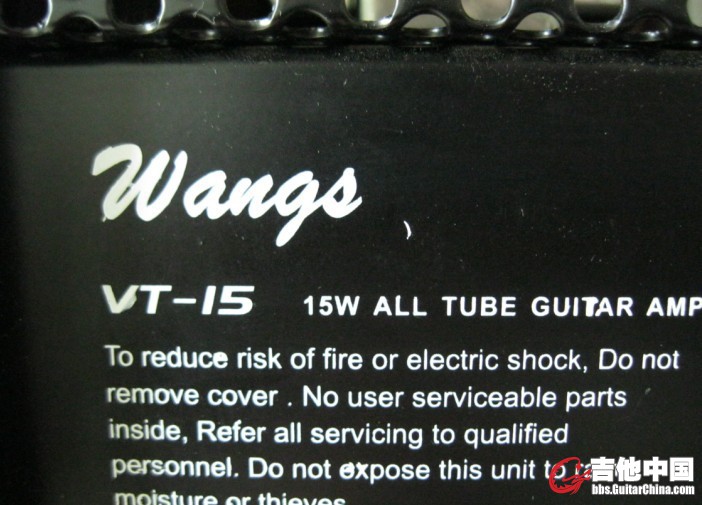 Wangs
VT-15 15W ALL TUBE GUITAR AMP
To reduce risk of fire or electric shock, Do not
remove cover . No user serviceable parts
inside, Refer all servicing to qualified
personnel. Do not expose this unit to
moisture or thieves.
吉他中国
bbs.GuitarChina.com